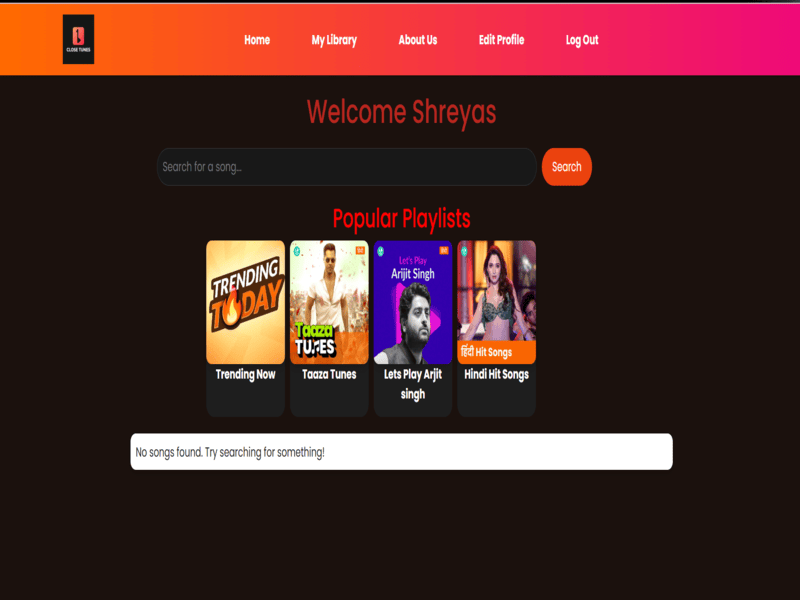 CLOSE TUNES
Home
My Library
About Us
Edit Profile
Log Out
Welcome Shreyas
Search for a song...
Search
Popular Playlists
TRENDING
TODAY
Taaza
TUNES
Let's Play
Arijit Singh
हिंदी Hit Songs
Trending Now
Taaza Tunes
Lets Play Arjit
singh
Hindi Hit Songs
No songs found. Try searching for something!